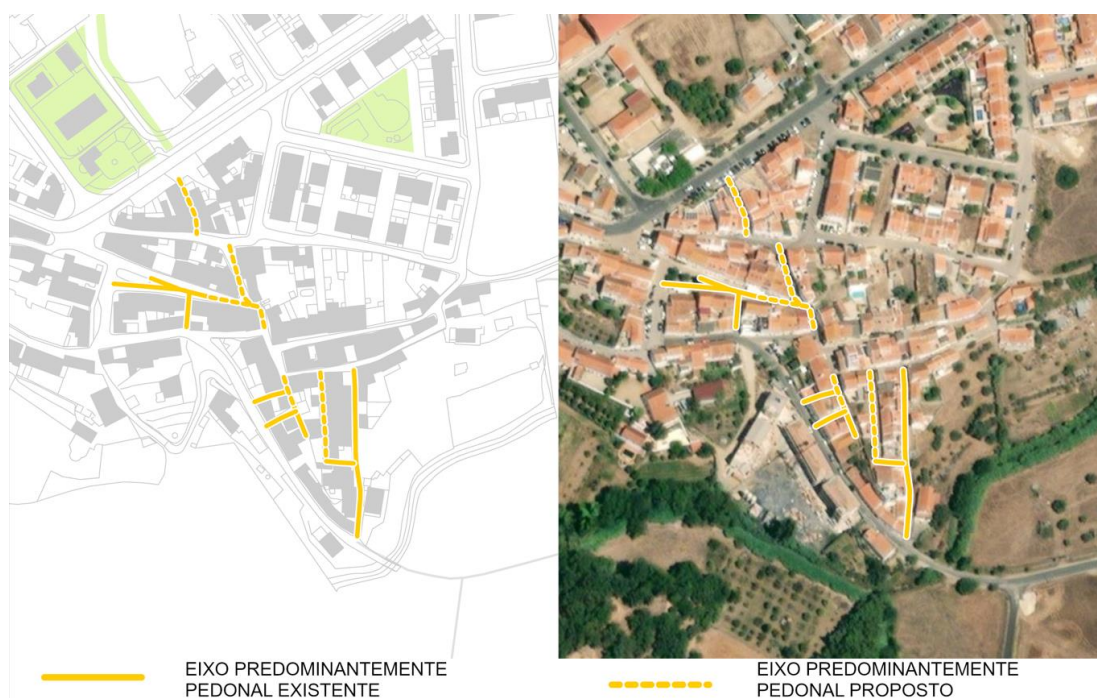 EIXO PREDOMINANTEMENTE
PEDONAL EXISTENTE
EIXO PREDOMINANTEMENTE
PEDONAL PROPOSTO